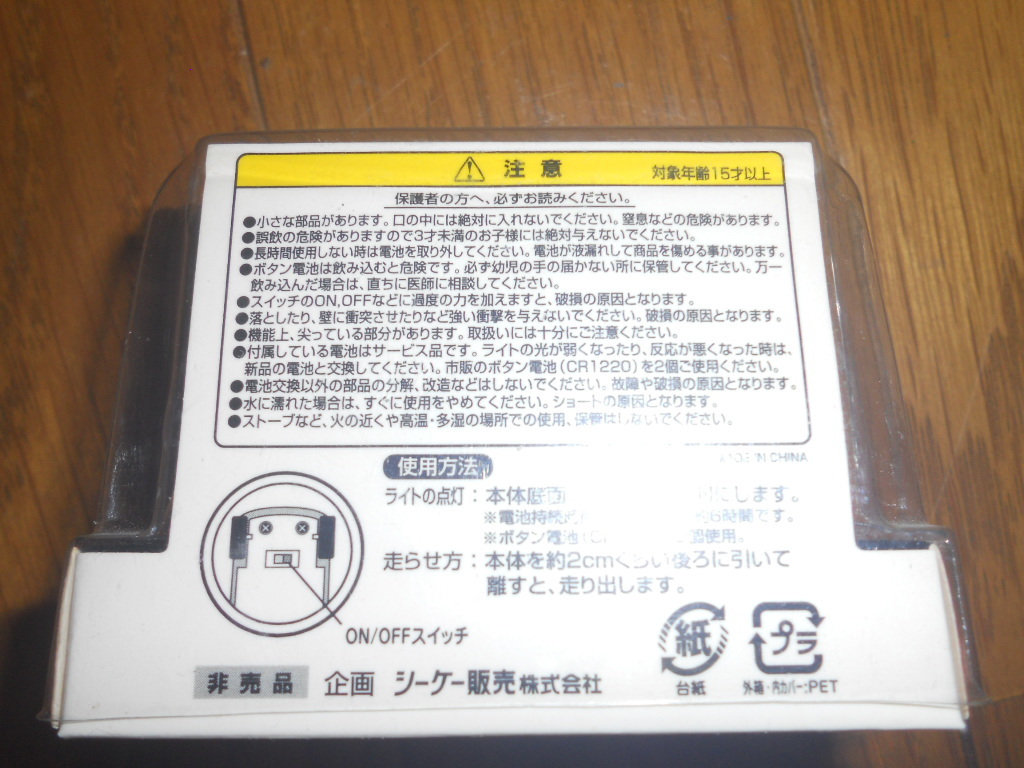 注意
対象年齢15才以上
保護者の方へ、必ずお読みください。
●小さな部品があります。口の中には絶対に入れないでください。窒息などの危険があります。
●誤飲の危険がありますので3才未満のお子様には絶対与えないでください。
●長時間使用しない時は電池を取り外してください。電池が液漏れして商品を傷める事があります。
●ボタン電池は飲み込むと危険です。必ず幼児の手の届かない所に保管してください。万一
飲み込んだ場合は、直ちに医師に相談してください。
●スイッチのON,OFFなどに過度の力を加えますと、破損の原因となります。
●落としたり、壁に衝突させたりなど強い衝撃を与えないでください。破損の原因となります。
●機能上、尖っている部分があります。取扱いには十分にご注意ください。
●付属している電池はサービス品です。ライトの光が弱くなったり、反応が悪くなった時は、
新品の電池と交換してください。市販のボタン電池(CR1220)を2個ご使用ください。
●電池交換以外の部品の分解、改造などはしないでください。故障や破損の原因となります。
●水に濡れた場合は、すぐに使用をやめてください。ショートの原因となります。
●ストーブなど、火の近くや高温・多湿の場所での使用、保管はしないでください。
MADE IN CHINA
使用方法
ライトの点灯：本体底面 にします。
※電池持続 6時間です。
※ボタン電池 使用。
走らせ方：本体を約2cmくらい後ろに引いて
離すと、走り出します。
ON/OFFスイッチ
紙
プラ
台紙
外箱・内カバー:PET
非売品 企画 シーケー販売株式会社